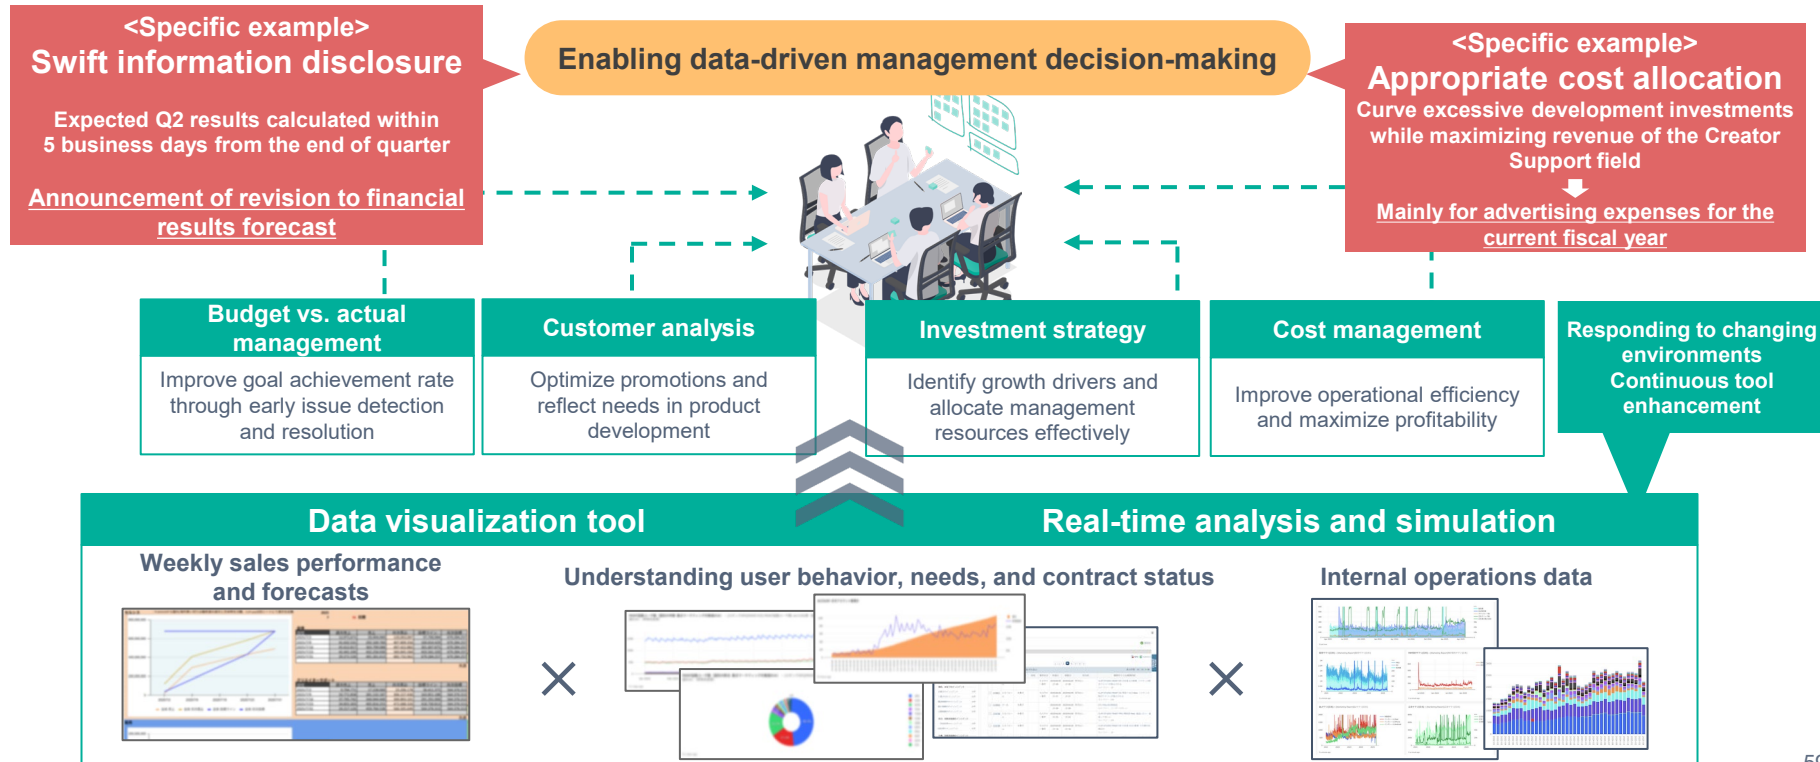 <Specific example>
Swift information disclosure
Expected Q2 results calculated within
5 business days from the end of quarter
Announcement of revision to financial
results forecast
Enabling data-driven management decision-making
<Specific example>
Appropriate cost allocation
Curve excessive development investments
while maximizing revenue of the Creator
Support field
Mainly for advertising expenses for the
current fiscal year
Budget vs. actual
management
Improve goal achievement rate
through early issue detection
and resolution
Customer analysis
Optimize promotions and
reflect needs in product
development
Investment strategy
Identify growth drivers and
allocate management
resources effectively
Cost management
Improve operational efficiency
and maximize profitability
Responding to changing
environments
Continuous tool
enhancement
Data visualization tool
Real-time analysis and simulation
Weekly sales performance
and forecasts
Understanding user behavior, needs, and contract status
Internal operations data